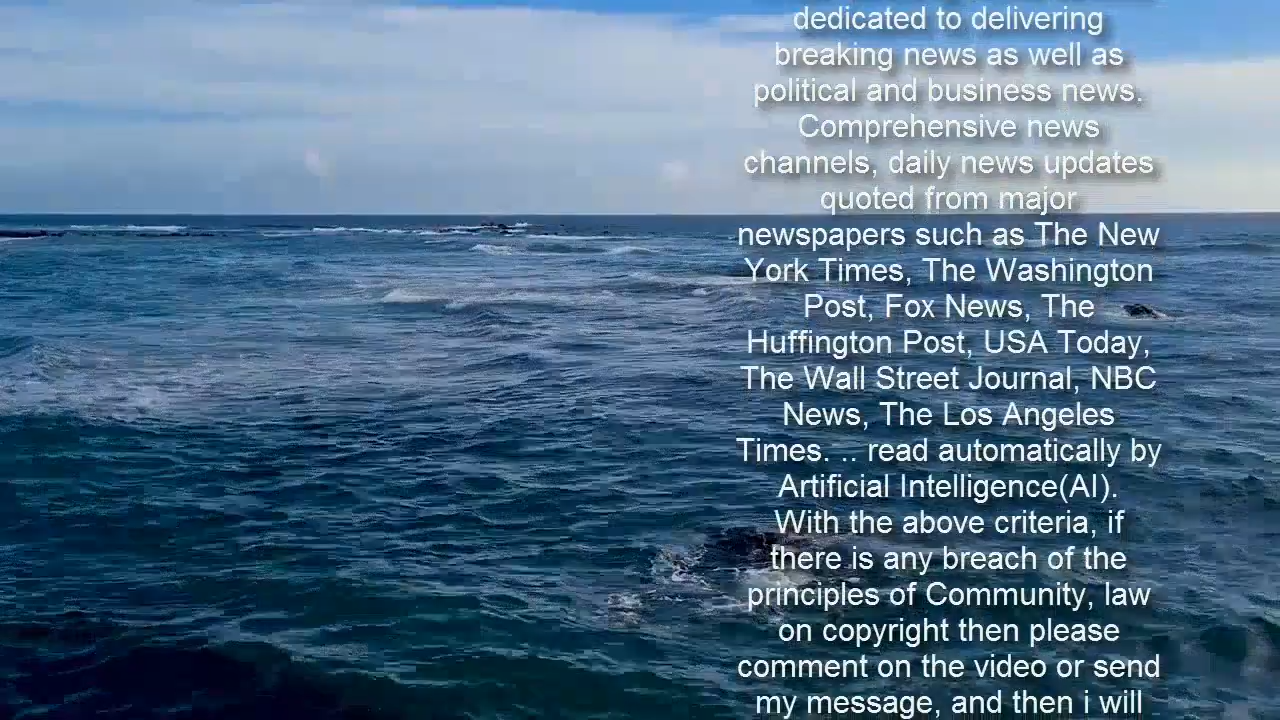 dedicated to delivering
breaking news as well as
political and business news.
Comprehensive news
channels, daily news updates
quoted from major
newspapers such as The New
York Times, The Washington
Post, Fox News, The
Huffington Post, USA Today,
The Wall Street Journal, NBC
News, The Los Angeles
Times. .. read automatically by
Artificial Intelligence(AI).
With the above criteria, if
there is any breach of the
principles of Community, law
on copyright then please
comment on the video or send
my message, and then i will